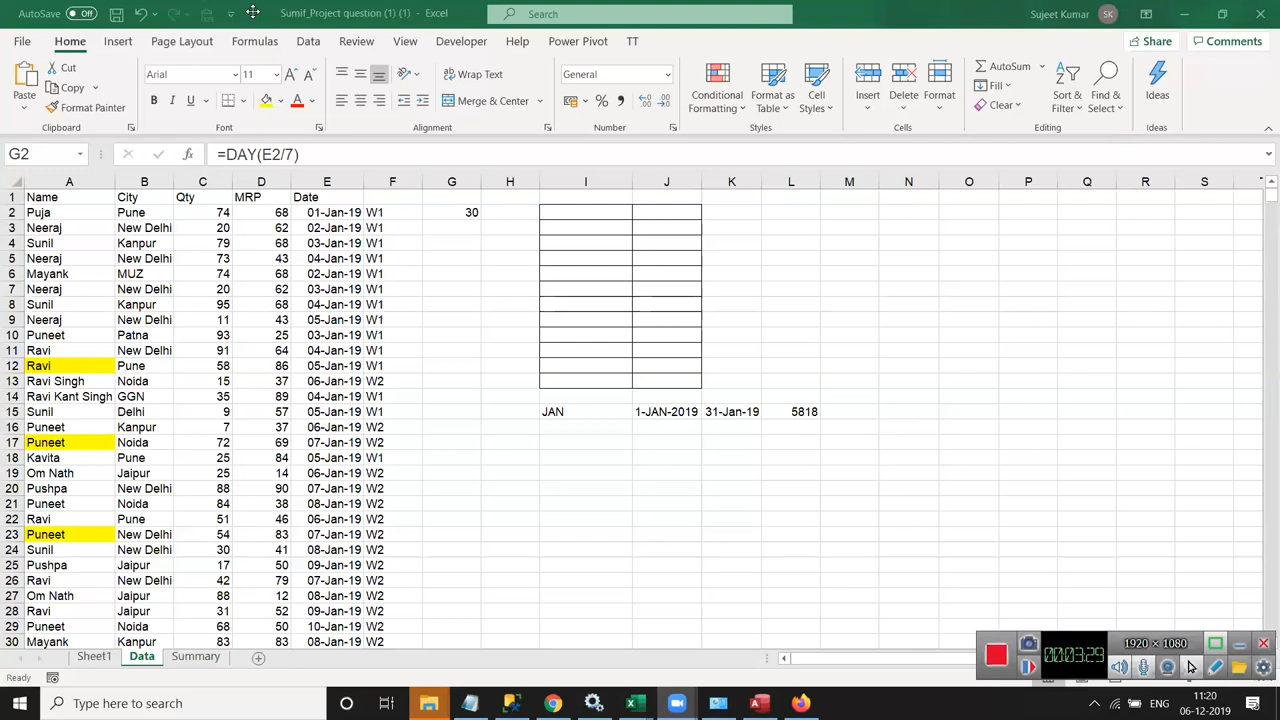 AutoSave Off Sumif_Project question (1) (1) - Excel Search Sujeet Kumar SK
File Home Insert Page Layout Formulas Data Review View Developer Help Power Pivot TT Share Comments
Paste Cut Copy Format Painter Clipboard
Arial 11 B I U A Font
Wrap Text Merge & Center Alignment
General % Number
Conditional Formatting Format as Table Cell Styles Styles
Insert Delete Format Cells
AutoSum Fill Clear Sort & Filter Find & Select Editing
Ideas Ideas
G2 fx =DAY(E2/7)
A B C D E F G H I J K L M N O P Q R S
1 Name City Qty MRP Date
2 Puja Pune 74 68 01-Jan-19 W1 30
3 Neeraj New Delhi 20 62 02-Jan-19 W1
4 Sunil Kanpur 79 68 03-Jan-19 W1
5 Neeraj New Delhi 73 43 04-Jan-19 W1
6 Mayank MUZ 74 68 02-Jan-19 W1
7 Neeraj New Delhi 20 62 03-Jan-19 W1
8 Sunil Kanpur 95 68 04-Jan-19 W1
9 Neeraj New Delhi 11 43 05-Jan-19 W1
10 Puneet Patna 93 25 03-Jan-19 W1
11 Ravi New Delhi 91 64 04-Jan-19 W1
12 Ravi Pune 58 86 05-Jan-19 W1
13 Ravi Singh Noida 15 37 06-Jan-19 W2
14 Ravi Kant Singh GGN 35 89 04-Jan-19 W1
15 Sunil Delhi 9 57 05-Jan-19 W1 JAN 1-JAN-2019 31-Jan-19 5818
16 Puneet Kanpur 7 37 06-Jan-19 W2
17 Puneet Noida 72 69 07-Jan-19 W2
18 Kavita Pune 25 84 05-Jan-19 W1
19 Om Nath Jaipur 25 14 06-Jan-19 W2
20 Pushpa New Delhi 88 90 07-Jan-19 W2
21 Puneet Noida 84 38 08-Jan-19 W2
22 Ravi Pune 51 46 06-Jan-19 W2
23 Puneet New Delhi 54 83 07-Jan-19 W2
24 Sunil New Delhi 30 41 08-Jan-19 W2
25 Pushpa Jaipur 17 50 09-Jan-19 W2
26 Ravi New Delhi 42 79 07-Jan-19 W2
27 Om Nath Jaipur 88 12 08-Jan-19 W2
28 Ravi Jaipur 31 52 09-Jan-19 W2
29 Puneet Noida 68 50 10-Jan-19 W2
30 Mayank Kanpur 83 83 08-Jan-19 W2
Sheet1 Data Summary
Ready
00:03:29 1920 × 1080
Type here to search ENG 11:20
06-12-2019